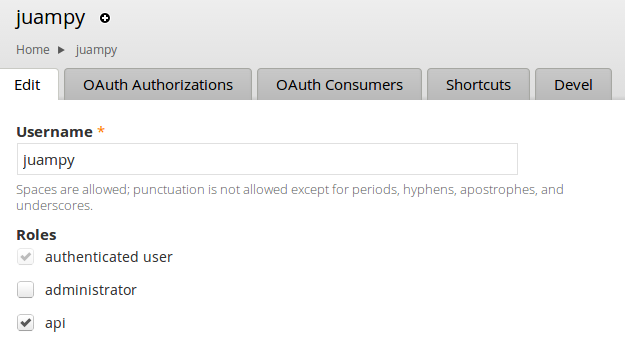 juampy
Home ▶ juampy
Edit OAuth Authorizations OAuth Consumers Shortcuts Devel
Username *
juampy
Spaces are allowed; punctuation is not allowed except for periods, hyphens, apostrophes, and
underscores.
Roles
authenticated user
administrator
api